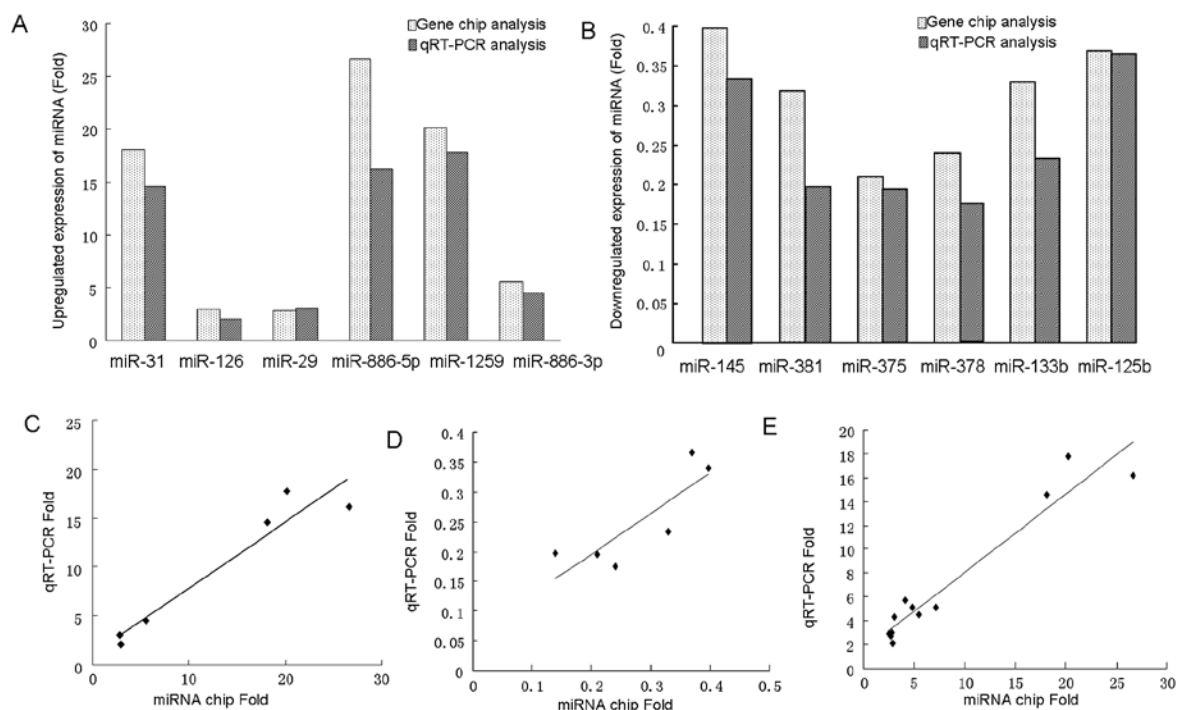 A
Upregulated expression of miRNA (Fold)
30
25
20
15
10
5
0
Gene chip analysis
qRT-PCR analysis
miR-31 miR-126 miR-29 miR-886-5p miR-1259 miR-886-3p
B
Downregulated expression of miRNA (Fold)
0.4
0.35
0.3
0.25
0.2
0.15
0.1
0.05
0
Gene chip analysis
qRT-PCR analysis
miR-145 miR-381 miR-375 miR-378 miR-133b miR-125b
C
qRT-PCR Fold
25
20
15
10
5
0
0 10 20 30
miRNA chip Fold
D
qRT-PCR Fold
0.4
0.35
0.3
0.25
0.2
0.15
0.1
0.05
0
0 0.1 0.2 0.3 0.4 0.5
miRNA chip Fold
E
qRT-PCR Fold
20
18
16
14
12
10
8
6
4
2
0
0 5 10 15 20 25 30
miRNA chip Fold